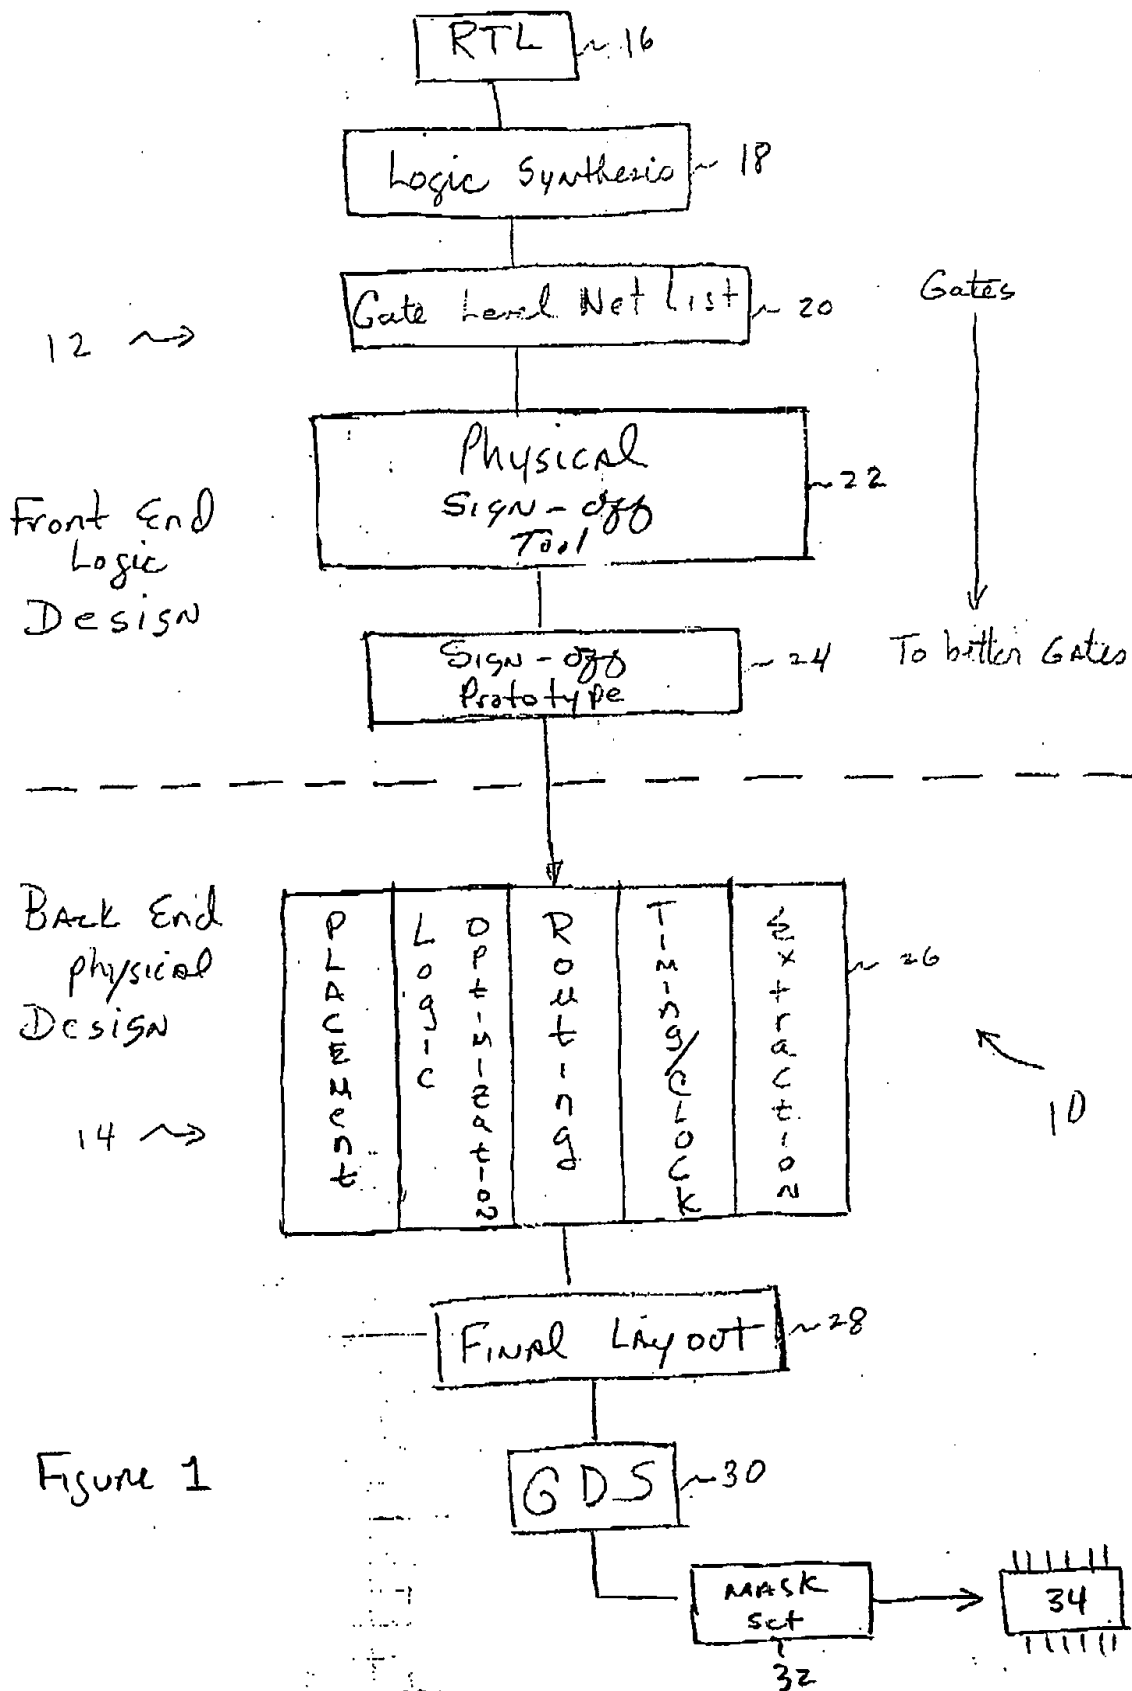 RTL 16
Logic Synthesis 18
Gate Level Net List 20
Gates
12
Physical
Sign-off
Tool
22
Front End
Logic
Design
Sign-off
Prototype
24
To better Gates
Back End
physical
Design
14
PLACEMent
Logic
Optimization
Routing
Timing/Clock
Extraction
26
10
Final Layout 28
Figure 1
GDS 30
Mask
Set
32
34